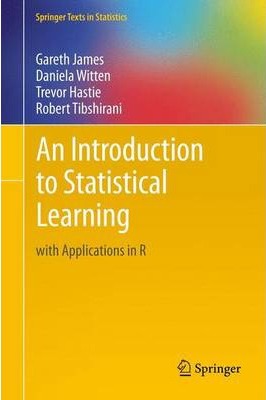 Springer Texts in Statistics
Gareth James
Daniela Witten
Trevor Hastie
Robert Tibshirani
An Introduction
to Statistical
Learning
with Applications in R
Springer